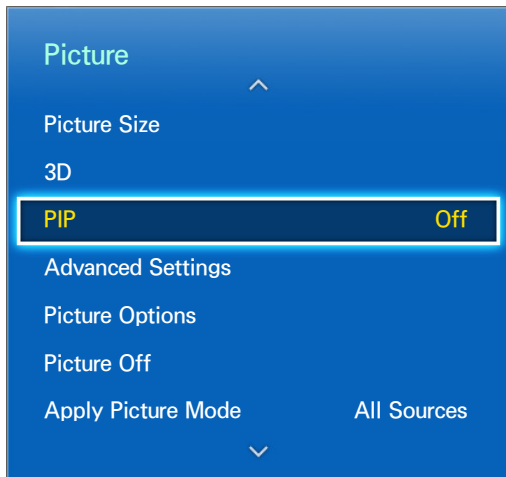 Picture
Picture Size
3D
PIP Off
Advanced Settings
Picture Options
Picture Off
Apply Picture Mode All Sources